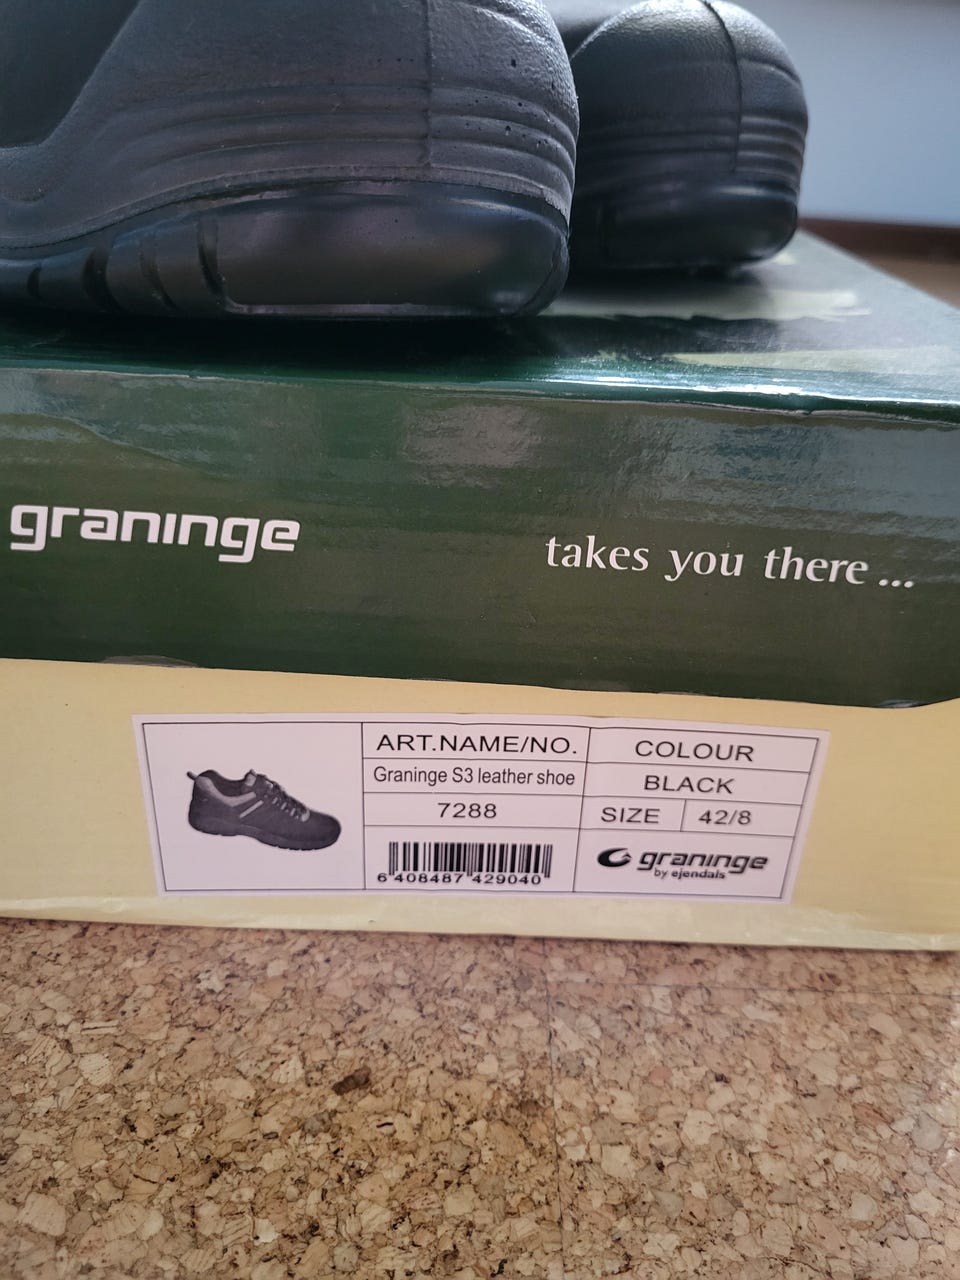 graninge
takes you there ...
ART.NAME/NO.
COLOUR
Graninge S3 leather shoe
BLACK
7288
SIZE
42/8
6 408487 429040
graninge
by ejendals